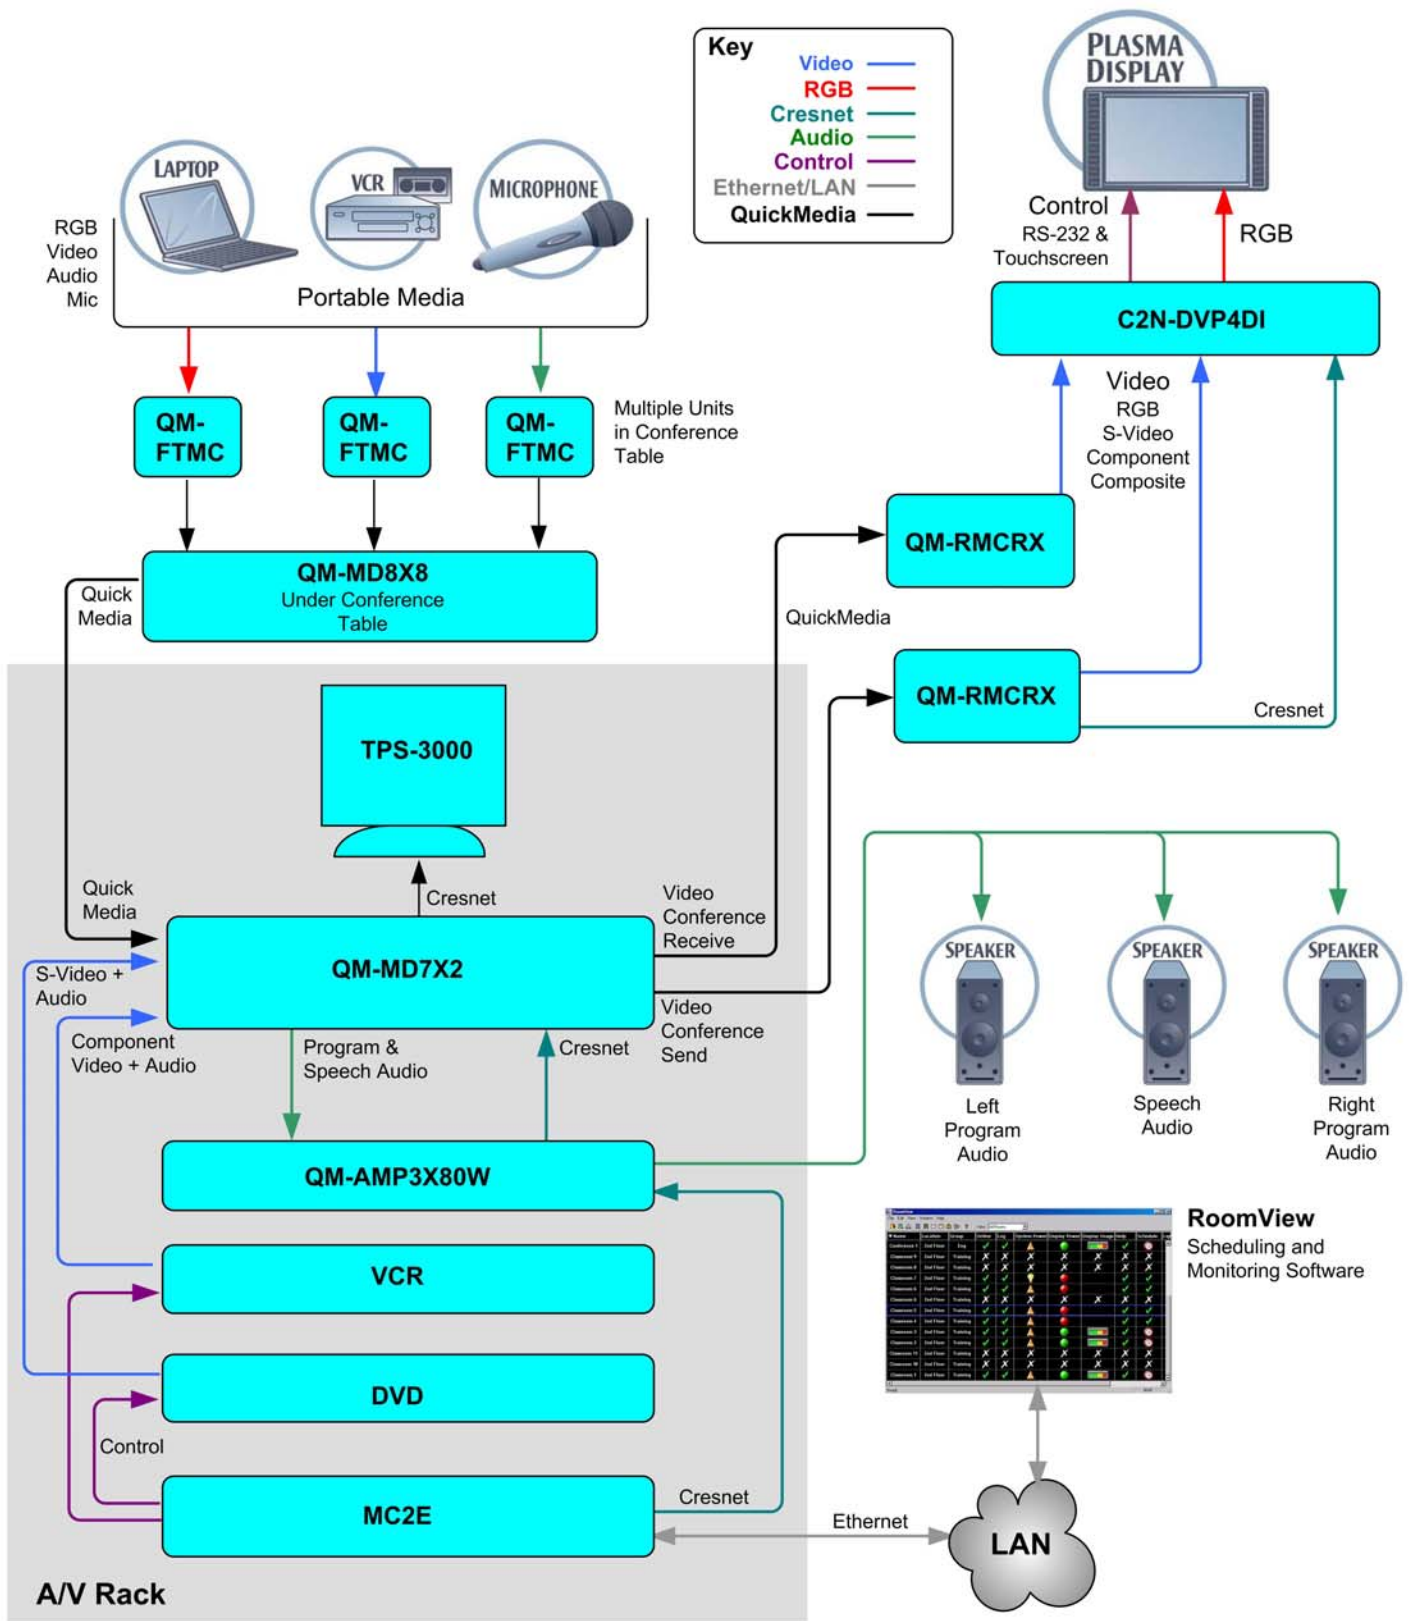 Key
Video
RGB
Cresnet
Audio
Control
Ethernet/LAN
QuickMedia
PLASMA
DISPLAY
LAPTOP
VCR
MICROPHONE
RGB
Video
Audio
Mic
Portable Media
Control
RS-232 &
Touchscreen
RGB
C2N-DVP4DI
QM-
FTMC
QM-
FTMC
QM-
FTMC
Multiple Units
in Conference
Table
Video
RGB
S-Video
Component
Composite
QM-RMCRX
QM-MD8X8
Under Conference
Table
Quick
Media
QuickMedia
QM-RMCRX
Cresnet
TPS-3000
Cresnet
Quick
Media
Video
Conference
Receive
QM-MD7X2
S-Video +
Audio
Component
Video + Audio
Program &
Speech Audio
Cresnet
Video
Conference
Send
SPEAKER
SPEAKER
SPEAKER
Left
Program
Audio
Speech
Audio
Right
Program
Audio
QM-AMP3X80W
VCR
DVD
Control
MC2E
Cresnet
Ethernet
LAN
RoomView
Scheduling and
Monitoring Software
A/V Rack